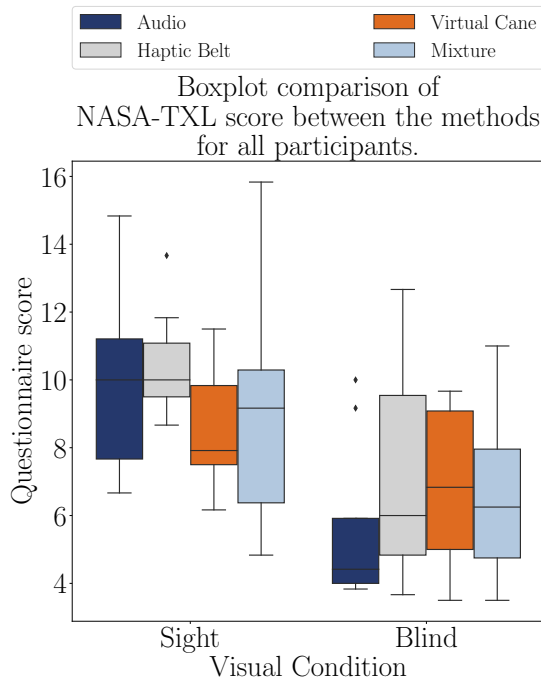 Audio
Haptic Belt
Virtual Cane
Mixture
Boxplot comparison of
NASA-TXL score between the methods
for all participants.
16
14
12
10
8
6
4
Questionnaire score
Sight
Blind
Visual Condition